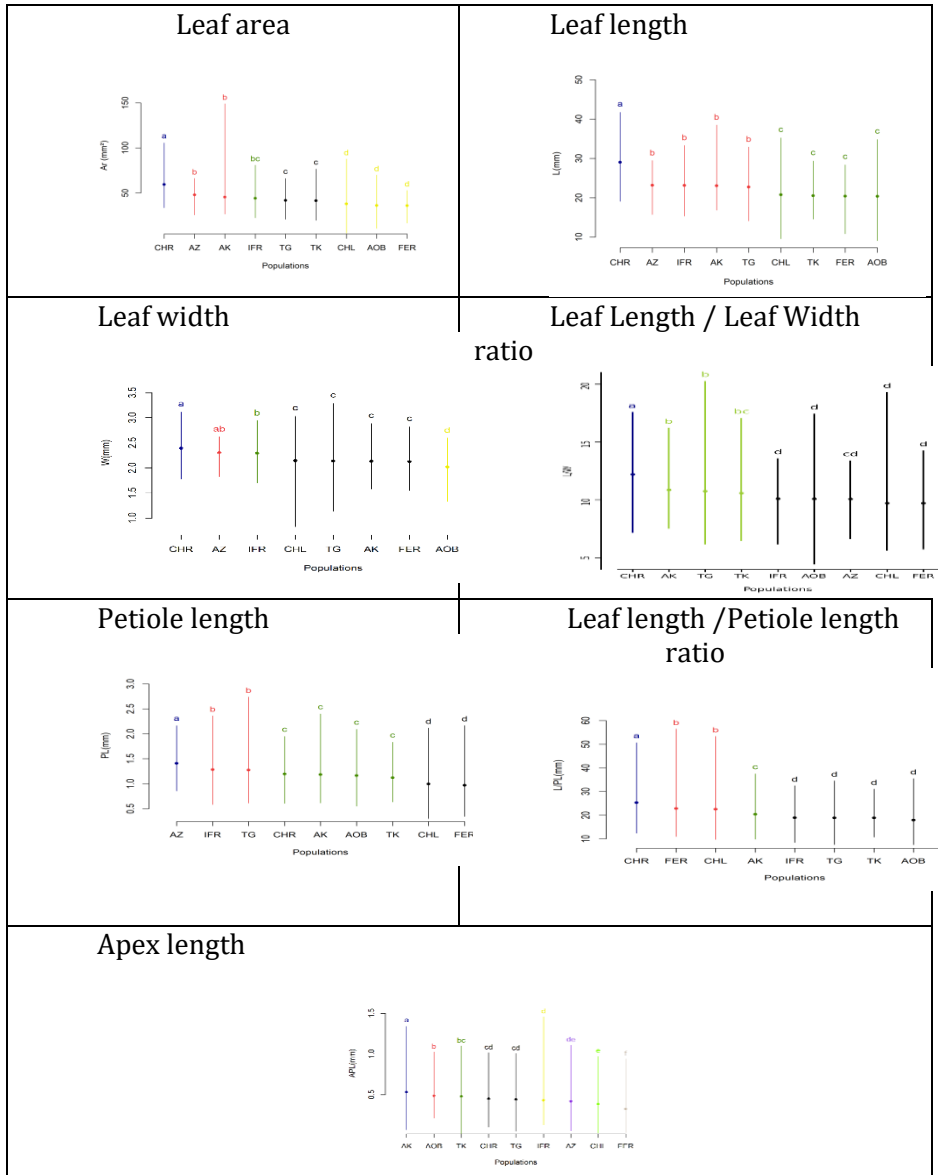 Leaf area
150
100
50
Ar (mm²)
a
b
b
bc
c
c
d
d
d
CHR AZ AK IFR TG TK CHL AOB FER
Populations
Leaf length
50
40
30
20
10
L(mm)
a
b
b
b
b
c
c
c
c
CHR AZ IFR AK TG CHL TK FER AOB
Populations
Leaf width
3.5
3.0
2.5
2.0
1.5
1.0
W(mm)
a
ab
b
c
c
c
c
d
CHR AZ IFR CHL TG AK FER AOB
Populations
Leaf Length / Leaf Width
ratio
20
15
10
5
a
b
b
bc
d
d
cd
d
d
CHR AK TG TK IFR AOB AZ CHL FER
Populations
Petiole length
3.0
2.5
2.0
1.5
1.0
0.5
PL(mm)
a
b
b
c
c
c
c
d
d
AZ IFR TG CHR AK AOB TK CHL FER
Populations
Leaf length /Petiole length
ratio
60
50
40
30
20
10
L/PL(mm)
a
b
b
c
d
d
d
d
CHR FER CHL AK IFR TG TK AOB
Populations
Apex length
1.5
1.0
0.5
APL(mm)
a
b
bc
cd
cd
d
de
e
f
AK AOB TK CHR TG IFR AZ CHL FER
Populations